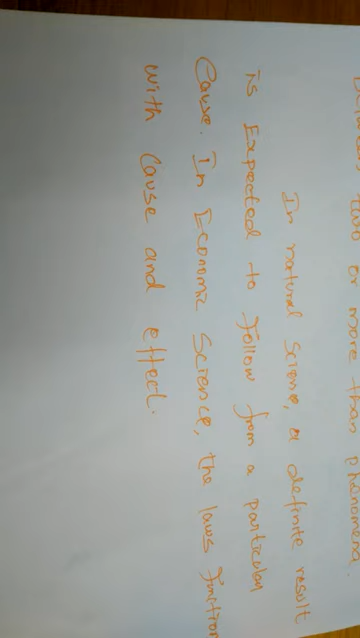 Between two or more than phenomena.
In natural Science, a definite result
is Expected to follow from a particular
Cause. In Economic Science, the laws function
with Cause and effect.